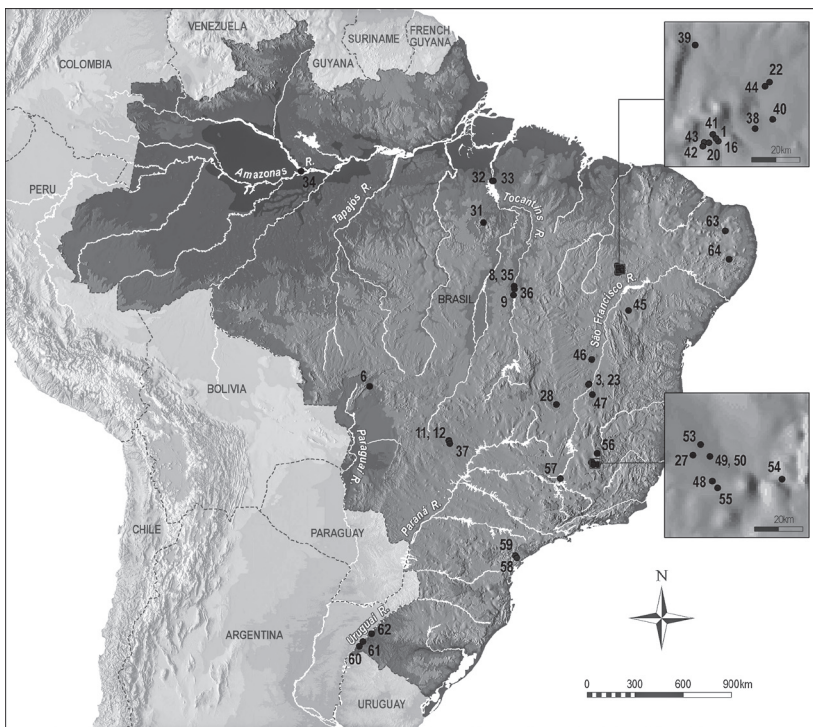 VENEZUELA
FRENCH
GUYANA
SURINAME
GUYANA
COLOMBIA
39
22
44
40
41
1
38
43
42
20
16
20km
Amazonas R.
34
PERU
Tapajós R.
32 33
Tocantins R.
31
63
64
8, 35
BRASIL
36
9
São Francisco R.
45
46
3, 23
47
28
BOLIVIA
6
11, 12
37
Paraguai R.
56
57
53
27
49, 50
54
48
55
20km
Paraná R.
PARAGUAY
CHILE
59
58
N
Uruguai R.
62
61
60
ARGENTINA
URUGUAY
0 300 600 900km